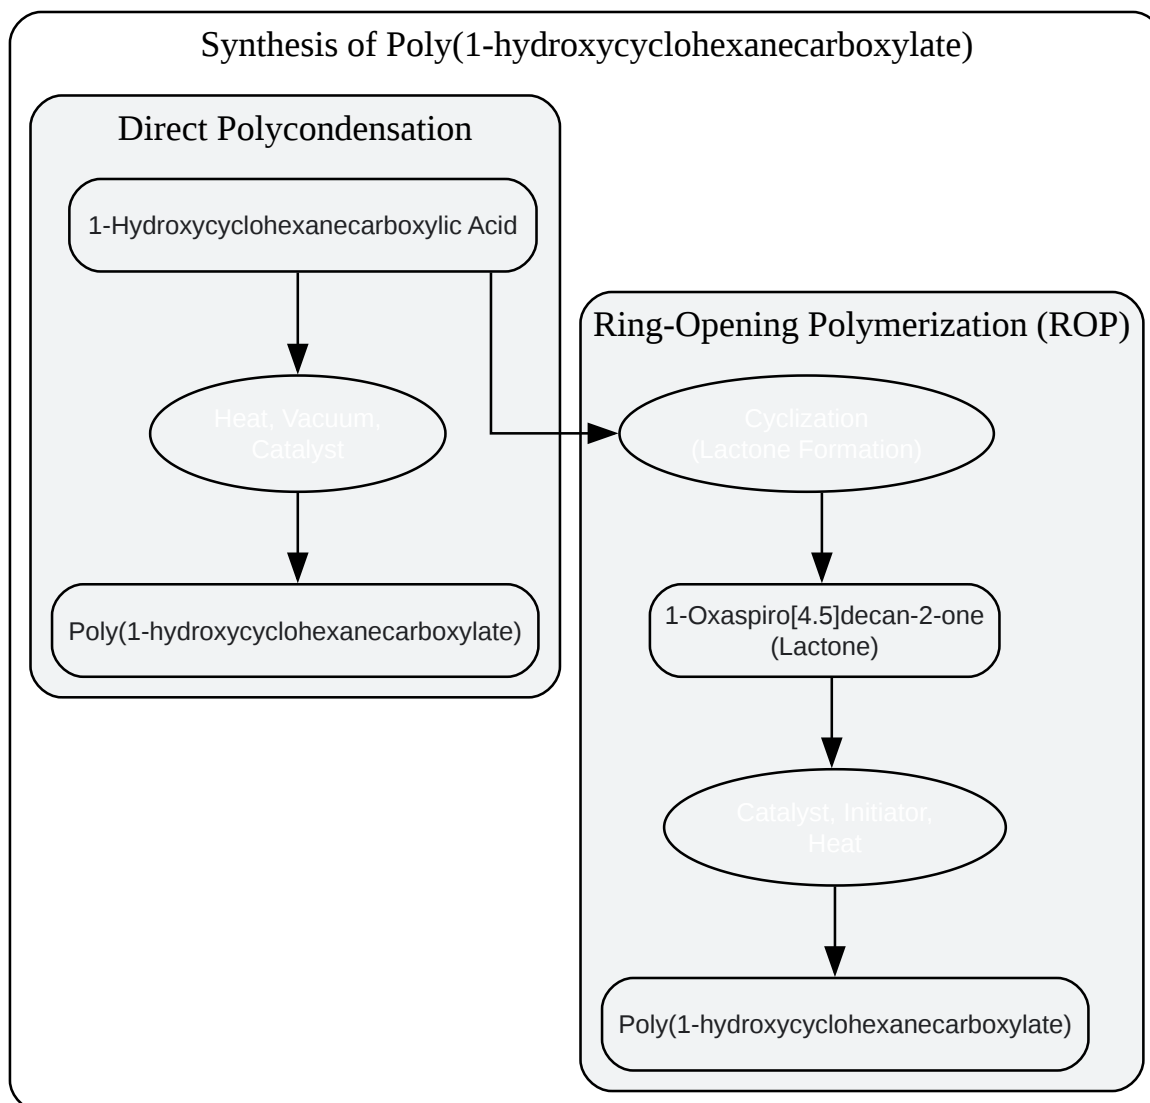 Synthesis of Poly(1-hydroxycyclohexanecarboxylate)
Direct Polycondensation
1-Hydroxycyclohexanecarboxylic Acid
Heat, Vacuum,
Catalyst
Poly(1-hydroxycyclohexanecarboxylate)
Ring-Opening Polymerization (ROP)
Cyclization
(Lactone Formation)
1-Oxaspiro[4.5]decan-2-one
(Lactone)
Catalyst, Initiator,
Heat
Poly(1-hydroxycyclohexanecarboxylate)